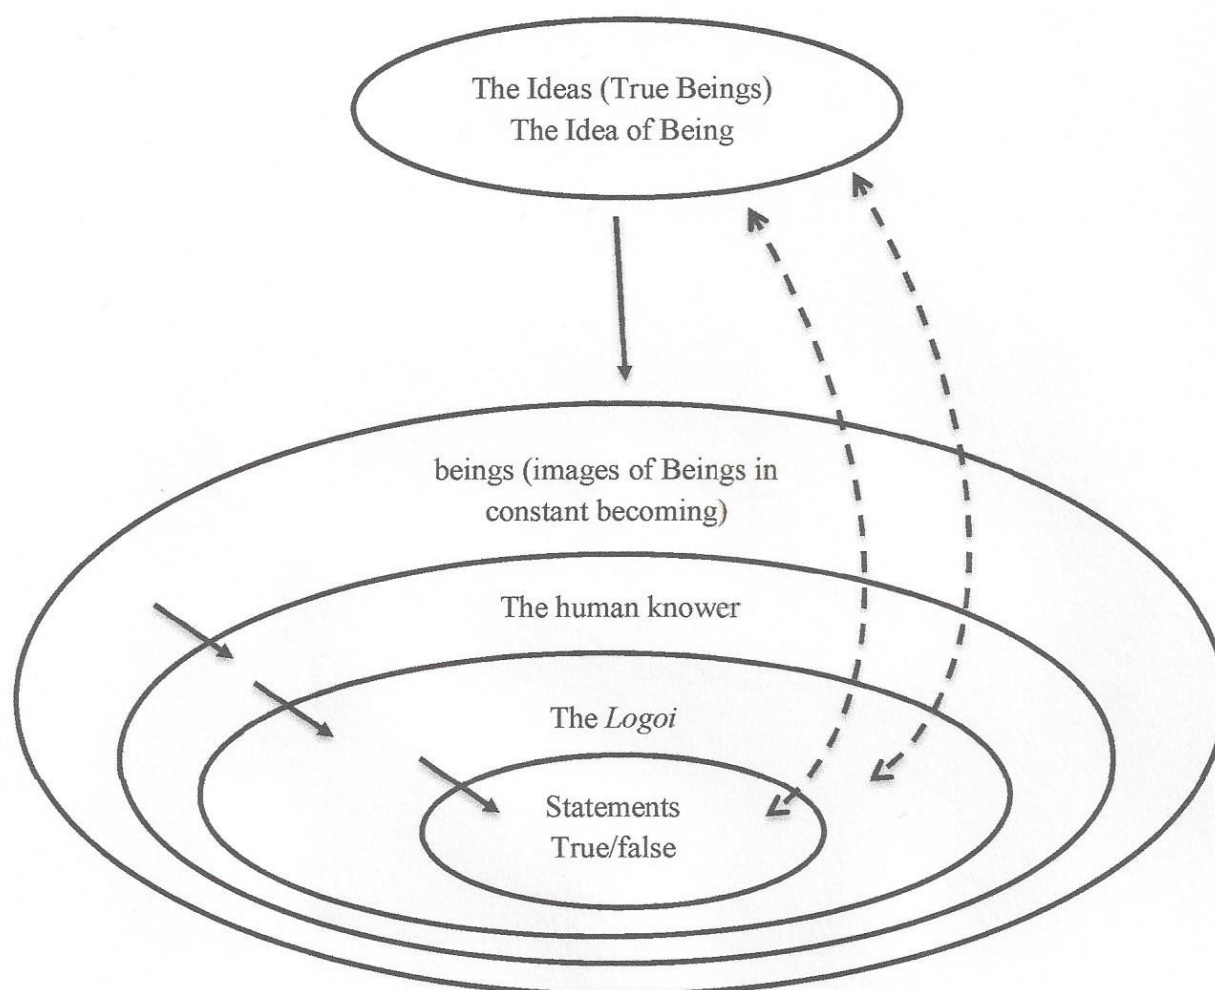 The Ideas (True Beings)
The Idea of Being
beings (images of Beings in
constant becoming)
The human knower
The Logoi
Statements
True/false